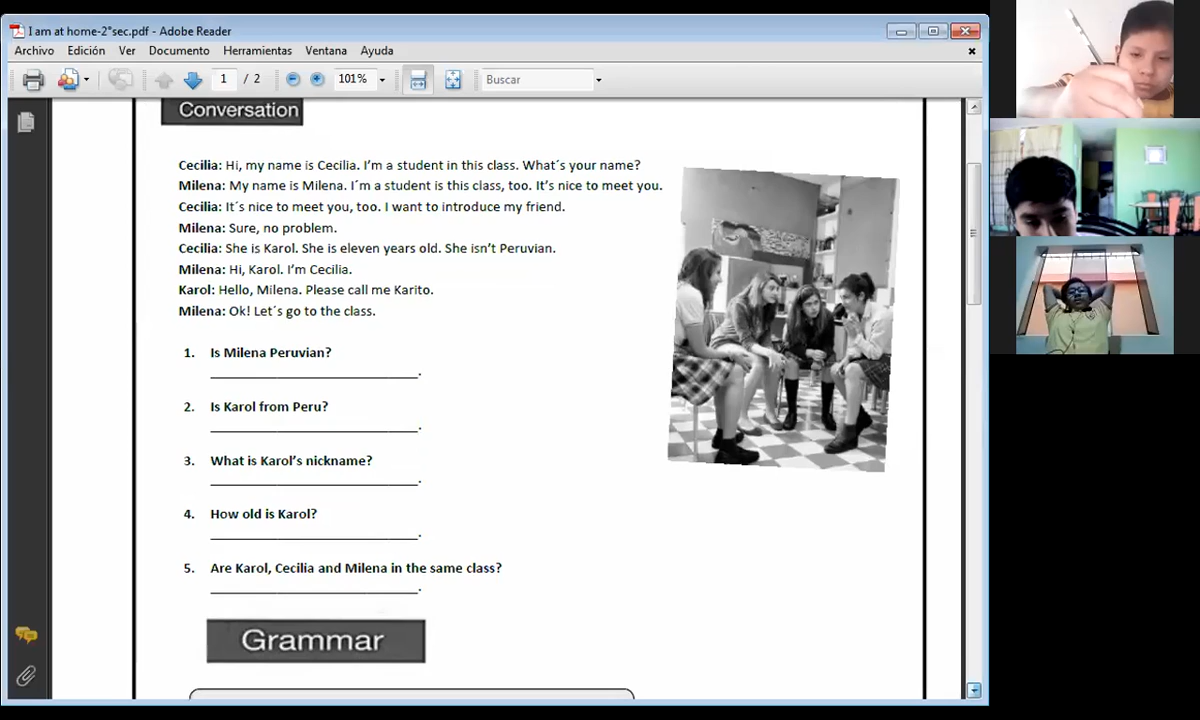 I am at home-2°sec.pdf - Adobe Reader
Archivo Edición Ver Documento Herramientas Ventana Ayuda
1 / 2 101% Buscar
Conversation
Cecilia: Hi, my name is Cecilia. I'm a student in this class. What´s your name?
Milena: My name is Milena. I´m a student is this class, too. It's nice to meet you.
Cecilia: It´s nice to meet you, too. I want to introduce my friend.
Milena: Sure, no problem.
Cecilia: She is Karol. She is eleven years old. She isn't Peruvian.
Milena: Hi, Karol. I'm Cecilia.
Karol: Hello, Milena. Please call me Karito.
Milena: Ok! Let´s go to the class.
1. Is Milena Peruvian?
______________________________.
2. Is Karol from Peru?
______________________________.
3. What is Karol's nickname?
______________________________.
4. How old is Karol?
______________________________.
5. Are Karol, Cecilia and Milena in the same class?
______________________________.
Grammar